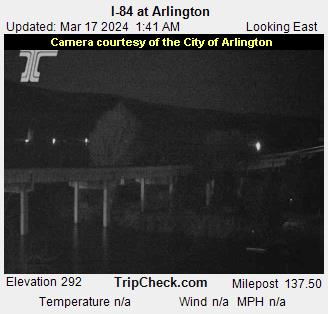 I-84 at Arlington
Updated: Mar 17 2024 1:41 AM Looking East
Camera courtesy of the City of Arlington
Elevation 292 TripCheck.com Milepost 137.50
Temperature n/a Wind n/a MPH n/a